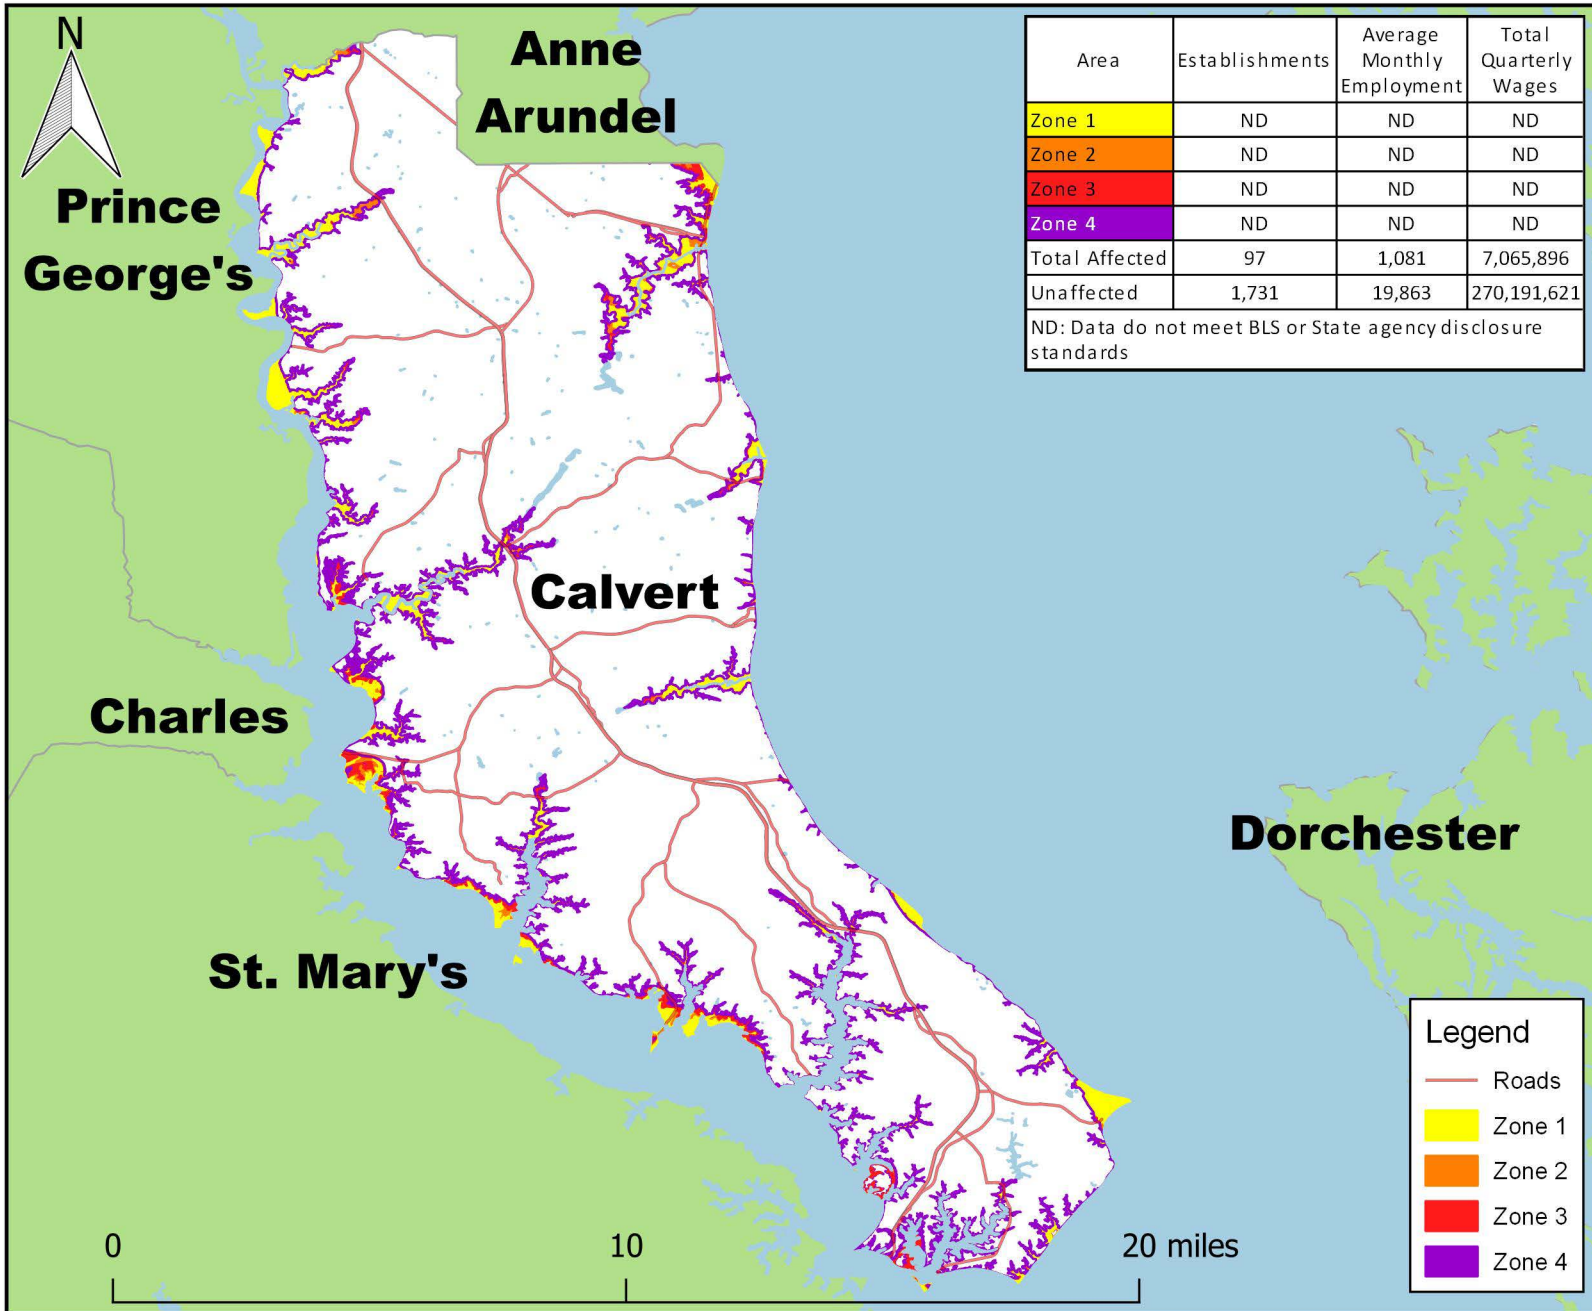 N
Anne
Arundel
Prince
George's
Calvert
Charles
St. Mary's
Dorchester
Area Establishments Average Monthly Employment Total Quarterly Wages
Zone 1 ND ND ND
Zone 2 ND ND ND
Zone 3 ND ND ND
Zone 4 ND ND ND
Total Affected 97 1,081 7,065,896
Unaffected 1,731 19,863 270,191,621
ND: Data do not meet BLS or State agency disclosure
standards
Legend
Roads
Zone 1
Zone 2
Zone 3
Zone 4
0 10 20 miles